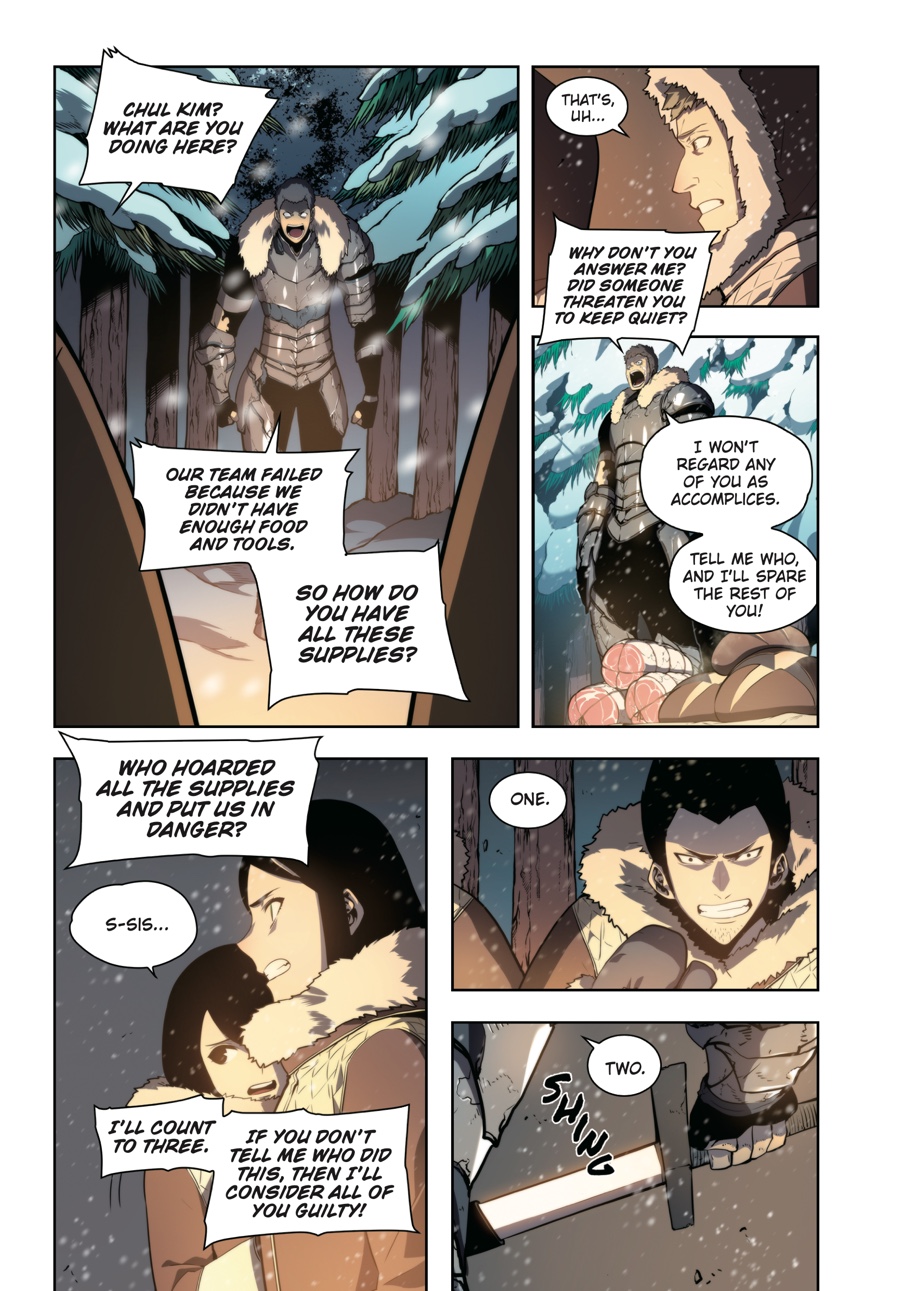 CHUL KIM?
WHAT ARE YOU
DOING HERE?
OUR TEAM FAILED
BECAUSE WE
DIDN'T HAVE
ENOUGH FOOD
AND TOOLS.
SO HOW DO
YOU HAVE
ALL THESE
SUPPLIES?
THAT'S,
UH...
WHY DON'T YOU
ANSWER ME?
DID SOMEONE
THREATEN YOU
TO KEEP QUIET?
I WON'T
REGARD ANY
OF YOU AS
ACCOMPLICES.
TELL ME WHO,
AND I'LL SPARE
THE REST OF
YOU!
WHO HOARDED
ALL THE SUPPLIES
AND PUT US IN
DANGER?
S-SIS...
I'LL COUNT
TO THREE.
IF YOU DON'T
TELL ME WHO DID
THIS, THEN I'LL
CONSIDER ALL OF
YOU GUILTY!
ONE.
TWO.
SHING